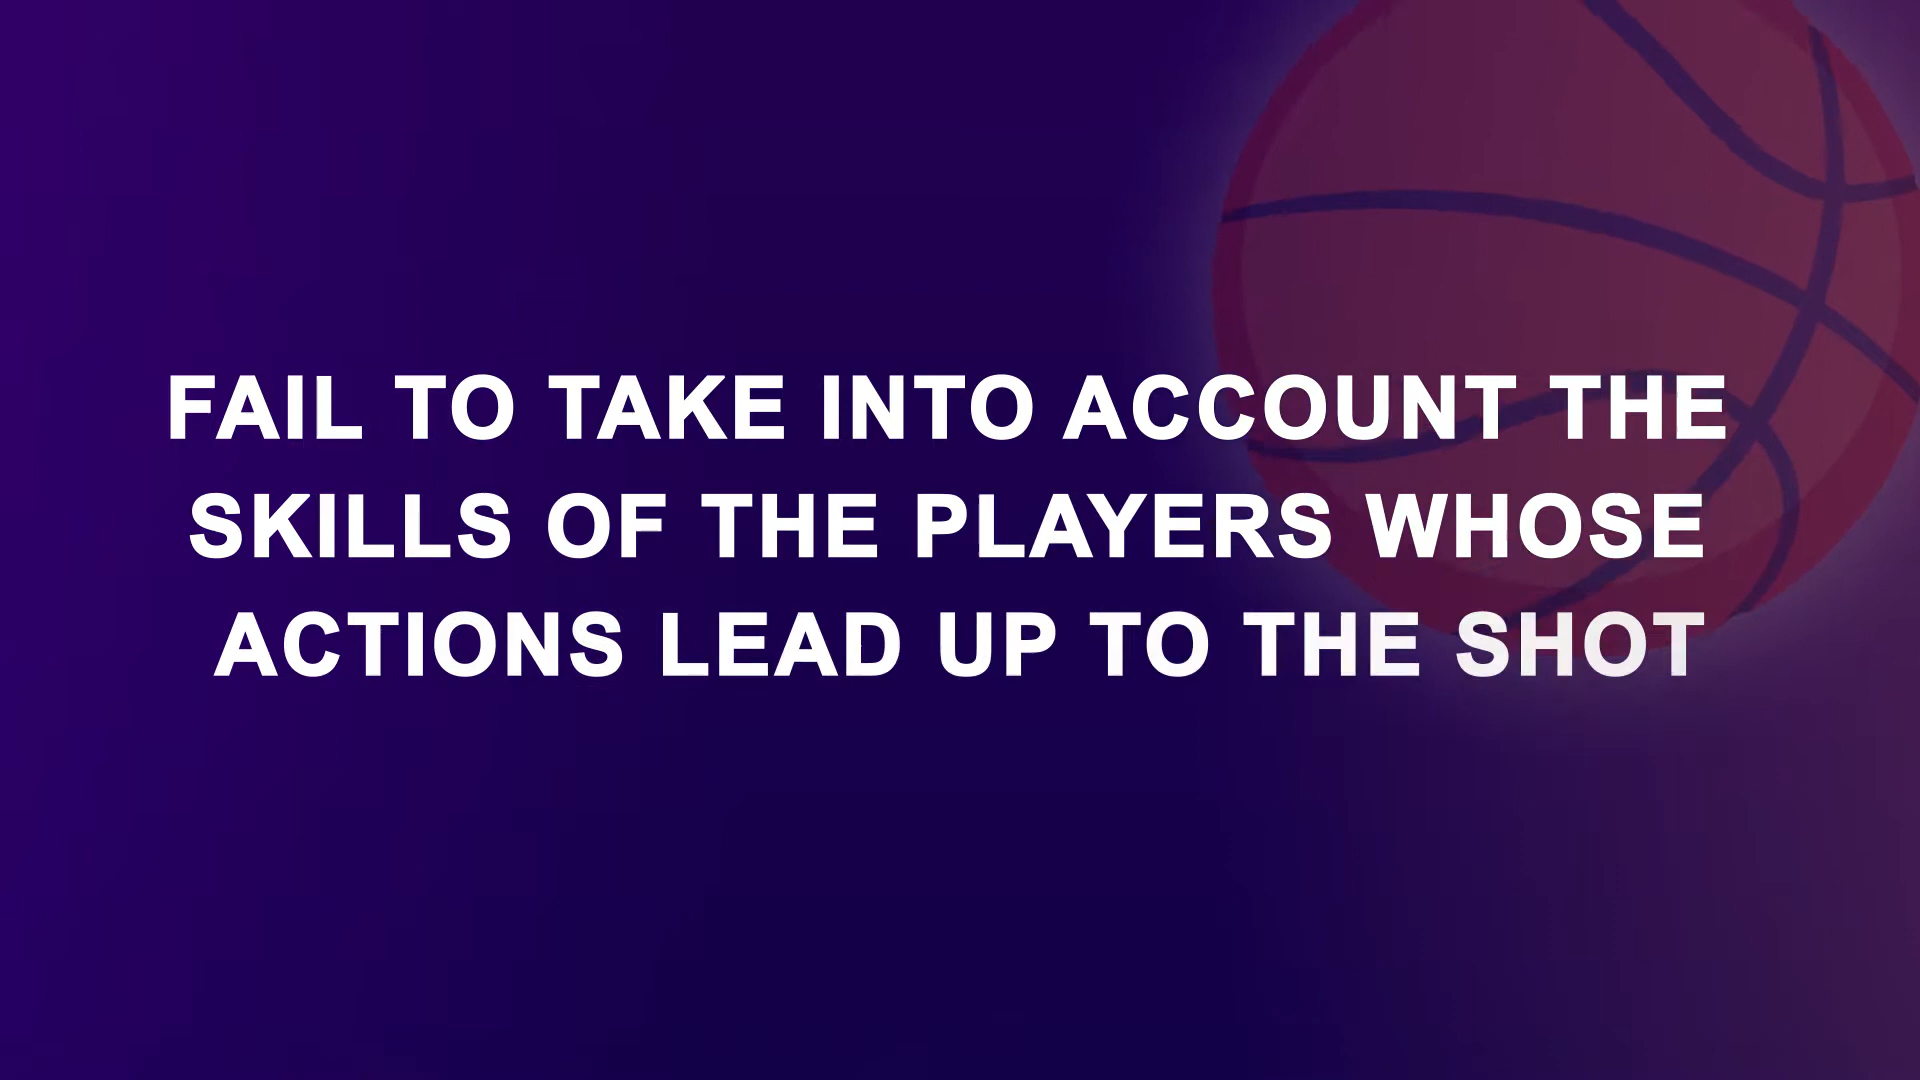 FAIL TO TAKE INTO ACCOUNT THE
SKILLS OF THE PLAYERS WHOSE
ACTIONS LEAD UP TO THE SHOT